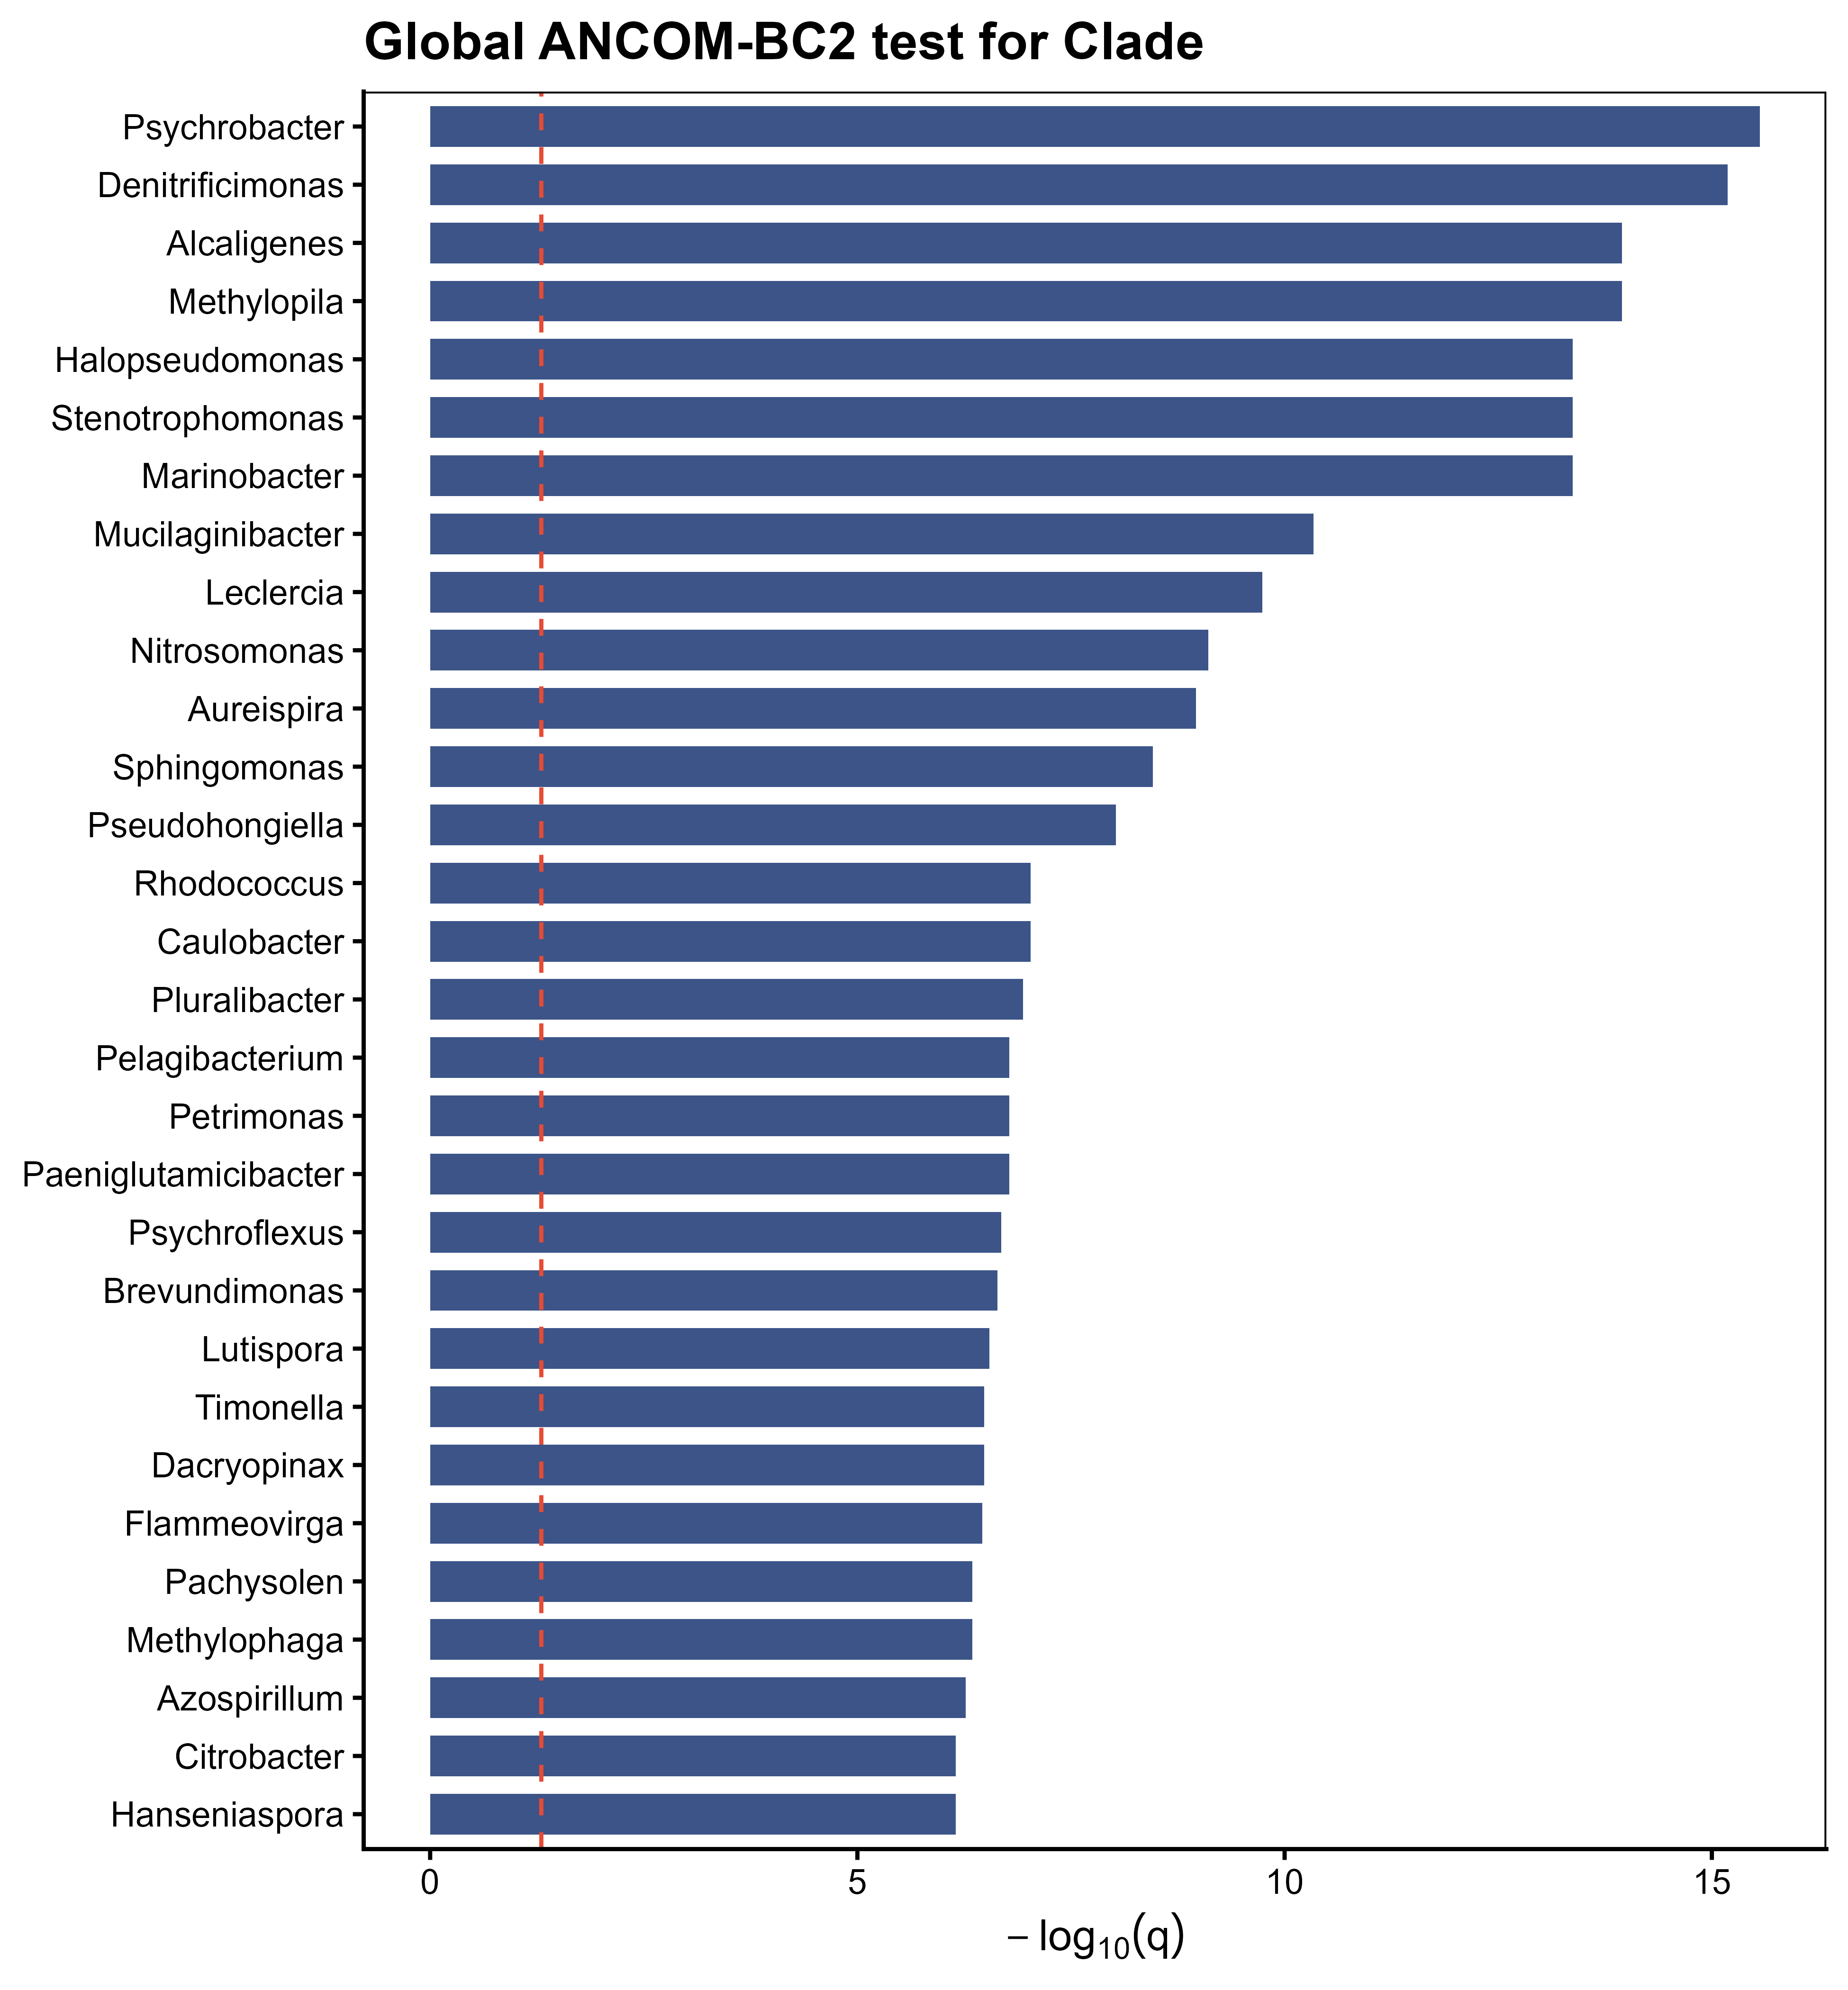 Global ANCOM-BC2 test for Clade
Psychrobacter
Denitrificimonas
Alcaligenes
Methylopila
Halopseudomonas
Stenotrophomonas
Marinobacter
Mucilaginibacter
Leclercia
Nitrosomonas
Aureispira
Sphingomonas
Pseudohongiella
Rhodococcus
Caulobacter
Pluralibacter
Pelagibacterium
Petrimonas
Paeniglutamicibacter
Psychroflexus
Brevundimonas
Lutispora
Timonella
Dacryopinax
Flammeovirga
Pachysolen
Methylophaga
Azospirillum
Citrobacter
Hanseniaspora
0 5 10 15
− log₁₀(q)